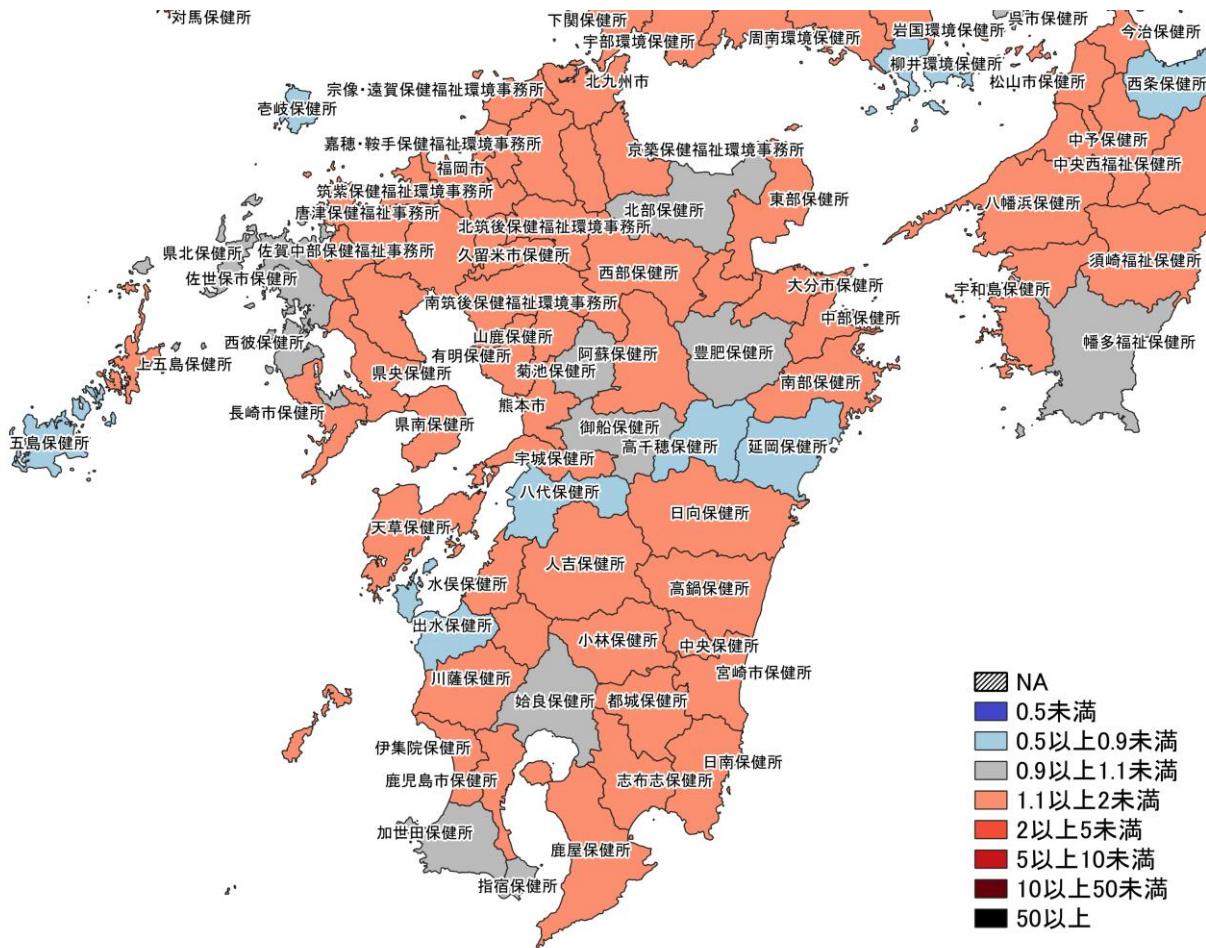 対馬保健所
下関保健所
呉市保健所
宇部環境保健所
周南環境保健所
岩国環境保健所
今治保健所
柳井環境保健所
松山市保健所
西条保健所
北九州市
宗像・遠賀保健福祉環境事務所
壱岐保健所
嘉穂・鞍手保健福祉環境事務所
京築保健福祉環境事務所
中予保健所
福岡市
中央西福祉保健所
筑紫保健福祉環境事務所
東部保健所
八幡浜保健所
唐津保健福祉事務所
北部保健所
北筑後保健福祉環境事務所
県北保健所
佐賀中部保健福祉事務所
久留米市保健所
須崎福祉保健所
佐世保市保健所
西部保健所
大分市保健所
宇和島保健所
南筑後保健福祉環境事務所
中部保健所
西彼保健所
山鹿保健所
幡多福祉保健所
有明保健所
阿蘇保健所
豊肥保健所
上五島保健所
県央保健所
菊池保健所
南部保健所
長崎市保健所
熊本市
県南保健所
御船保健所
五島保健所
高千穂保健所
延岡保健所
宇城保健所
八代保健所
天草保健所
日向保健所
人吉保健所
水俣保健所
高鍋保健所
出水保健所
小林保健所
中央保健所
宮崎市保健所
川薩保健所
姶良保健所
都城保健所
伊集院保健所
日南保健所
鹿児島市保健所
志布志保健所
加世田保健所
鹿屋保健所
指宿保健所
NA
0.5未満
0.5以上0.9未満
0.9以上1.1未満
1.1以上2未満
2以上5未満
5以上10未満
10以上50未満
50以上